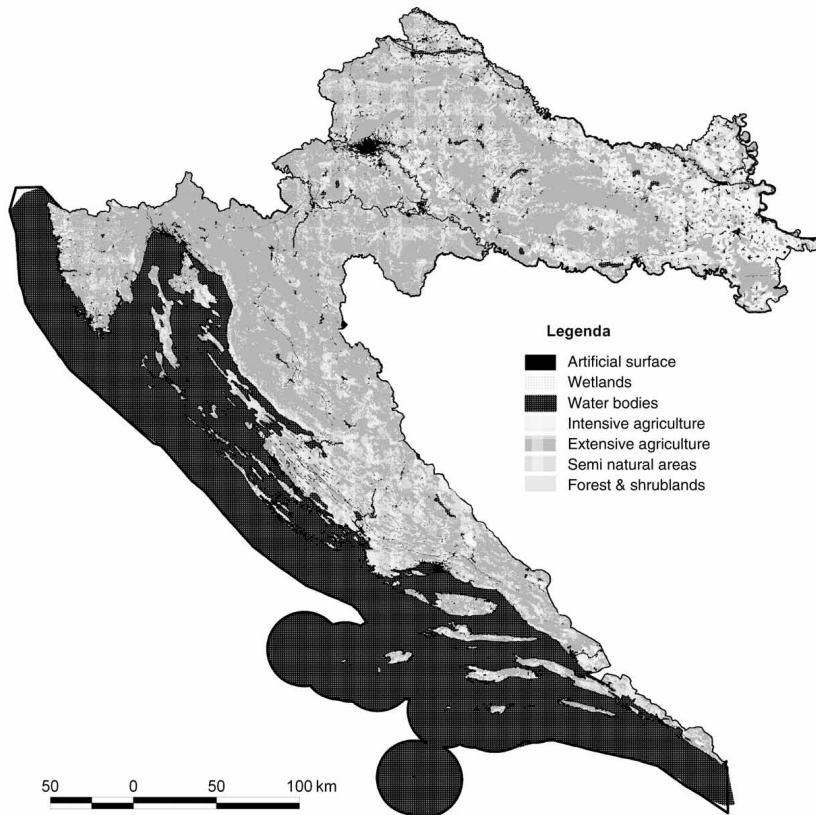 Legenda
Artificial surface
Wetlands
Water bodies
Intensive agriculture
Extensive agriculture
Semi natural areas
Forest & shrublands
50 0 50 100 km